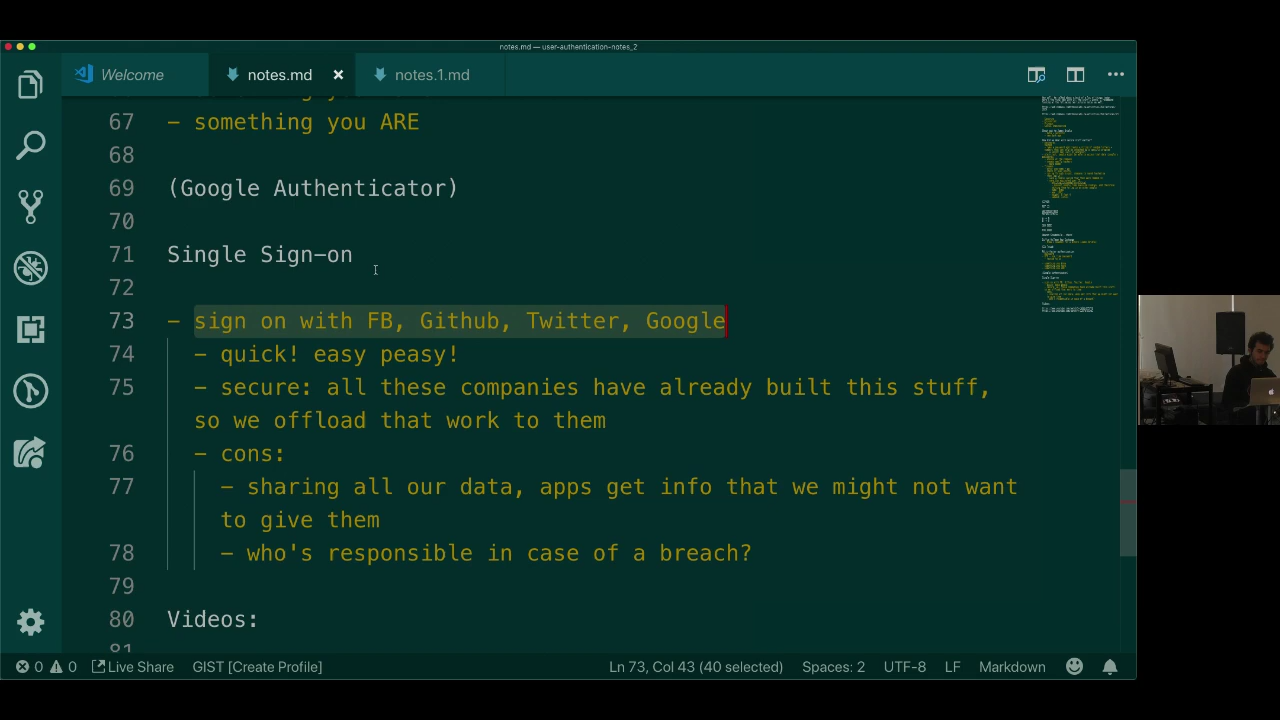 notes.md — user-authentication-notes_2
Welcome
notes.md
notes.1.md
67 - something you ARE
68
69 (Google Authenticator)
70
71 Single Sign-on
72
73 - sign on with FB, Github, Twitter, Google
74 - quick! easy peasy!
75 - secure: all these companies have already built this stuff,
so we offload that work to them
76 - cons:
77 - sharing all our data, apps get info that we might not want
to give them
78 - who's responsible in case of a breach?
79
80 Videos:
81
0 0 Live Share GIST [Create Profile] Ln 73, Col 43 (40 selected) Spaces: 2 UTF-8 LF Markdown